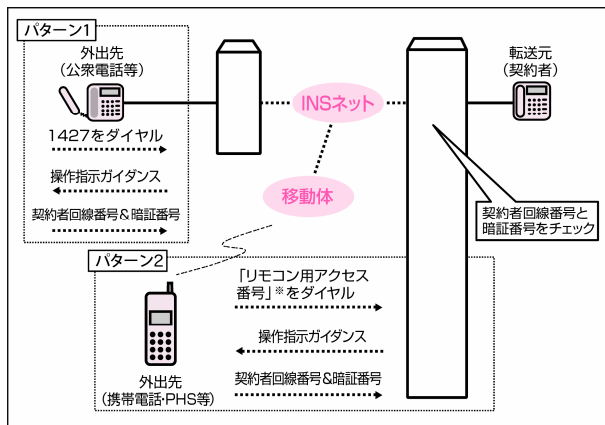 パターン1
外出先
(公衆電話等)
1427をダイヤル
操作指示ガイダンス
契約者回線番号&暗証番号
INSネット
移動体
転送元
(契約者)
契約者回線番号と
暗証番号をチェック
パターン2
外出先
(携帯電話・PHS等)
「リモコン用アクセス
番号」※をダイヤル
操作指示ガイダンス
契約者回線番号&暗証番号